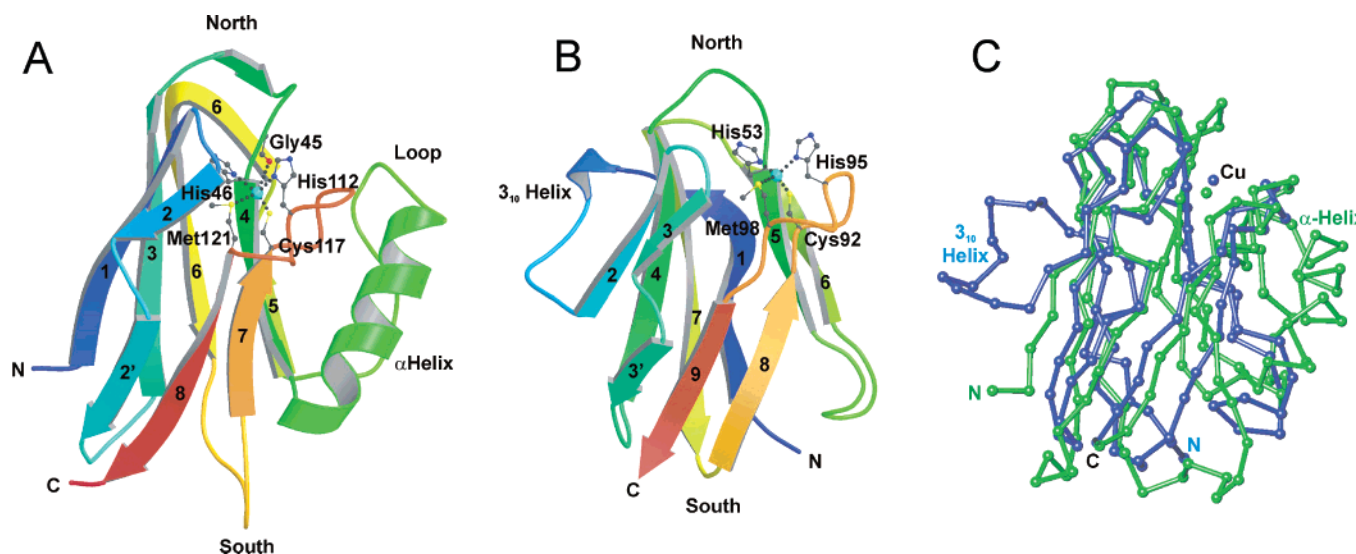 A
North
6
Gly45
Loop
His46
His112
2
4
Met121
Cys117
1
3
6
5
7
N
2'
8
αHelix
C
South
B
North
His53
His95
3₁₀ Helix
3
Met98
5
Cys92
2
4
1
6
7
3'
9
8
N
C
South
C
Cu
α-Helix
3₁₀
Helix
N
C
N